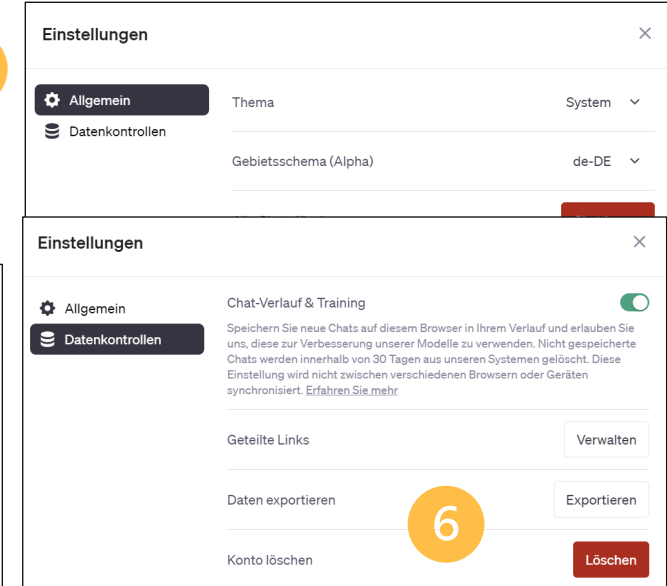 Einstellungen
Allgemein
Datenkontrollen
Thema
System
Gebietsschema (Alpha)
de-DE
Einstellungen
Allgemein
Datenkontrollen
Chat-Verlauf & Training
Speichern Sie neue Chats auf diesem Browser in Ihrem Verlauf und erlauben Sie
uns, diese zur Verbesserung unserer Modelle zu verwenden. Nicht gespeicherte
Chats werden innerhalb von 30 Tagen aus unseren Systemen gelöscht. Diese
Einstellung wird nicht zwischen verschiedenen Browsern oder Geräten
synchronisiert. Erfahren Sie mehr
Geteilte Links
Verwalten
Daten exportieren
6
Exportieren
Konto löschen
Löschen